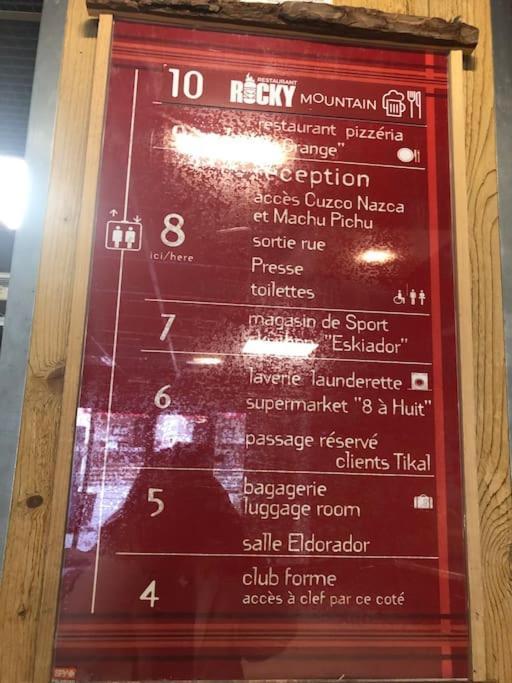 10 RESTAURANT ROCKY MOUNTAIN
restaurant pizzéria
Orange"
réception
accès Cuzco Nazca
et Machu Pichu
8
ici/here
sortie rue
Presse
toilettes
7 magasin de Sport
"Eskiador"
6 laverie launderette
supermarket "8 à Huit"
passage réservé
clients Tikal
5 bagagerie
luggage room
salle Eldorador
4 club forme
accès à clef par ce coté